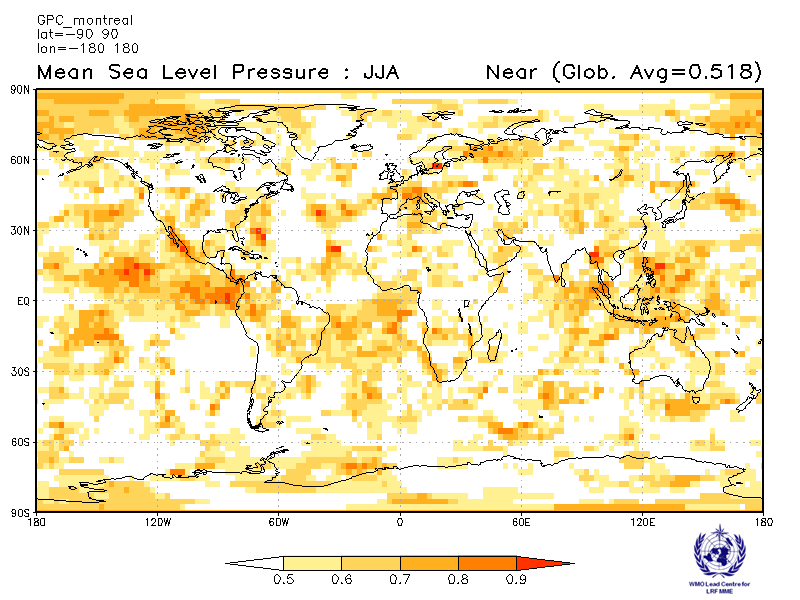 GPC_montreal
lat=-90 90
lon=-180 180
Mean Sea Level Pressure : JJA Near (Glob. Avg=0.518)
90N
60N
30N
EQ
30S
60S
90S
180 120W 60W 0 60E 120E 180
0.5 0.6 0.7 0.8 0.9
WMO Lead Centre for
LRF MME